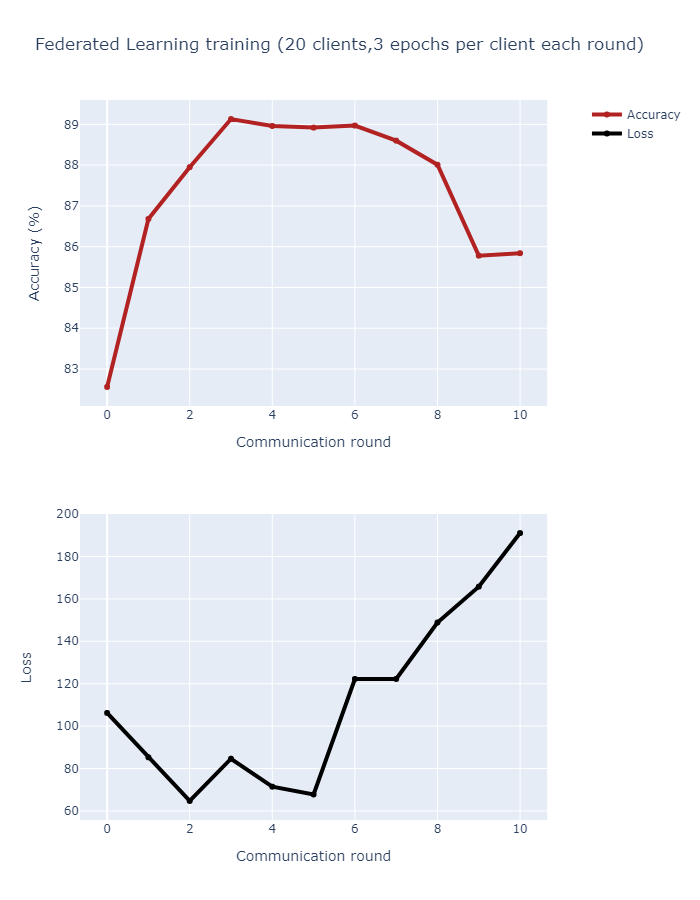 Federated Learning training (20 clients,3 epochs per client each round)
Accuracy
Loss
Accuracy (%)
89
88
87
86
85
84
83
0 2 4 6 8 10
Communication round
Loss
200
180
160
140
120
100
80
60
0 2 4 6 8 10
Communication round